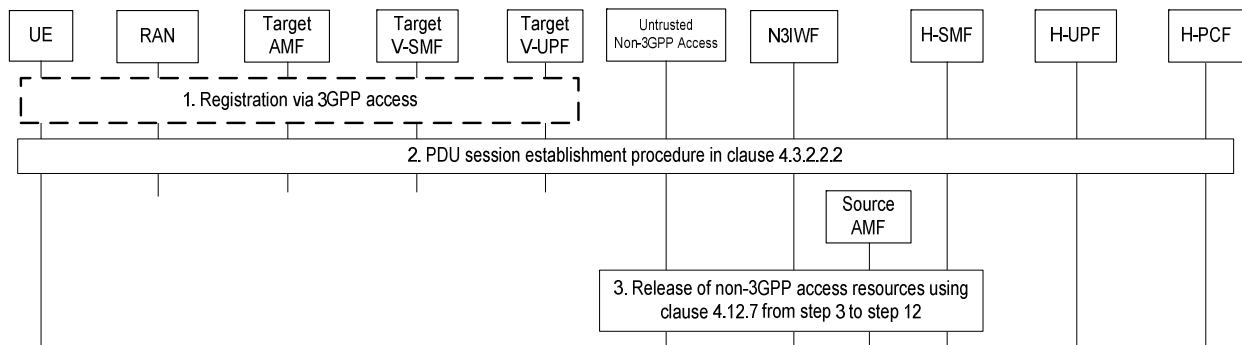 UE
RAN
Target
AMF
Target
V-SMF
Target
V-UPF
Untrusted
Non-3GPP Access
N3IWF
H-SMF
H-UPF
H-PCF
1. Registration via 3GPP access
2. PDU session establishment procedure in clause 4.3.2.2.2
Source
AMF
3. Release of non-3GPP access resources using
clause 4.12.7 from step 3 to step 12